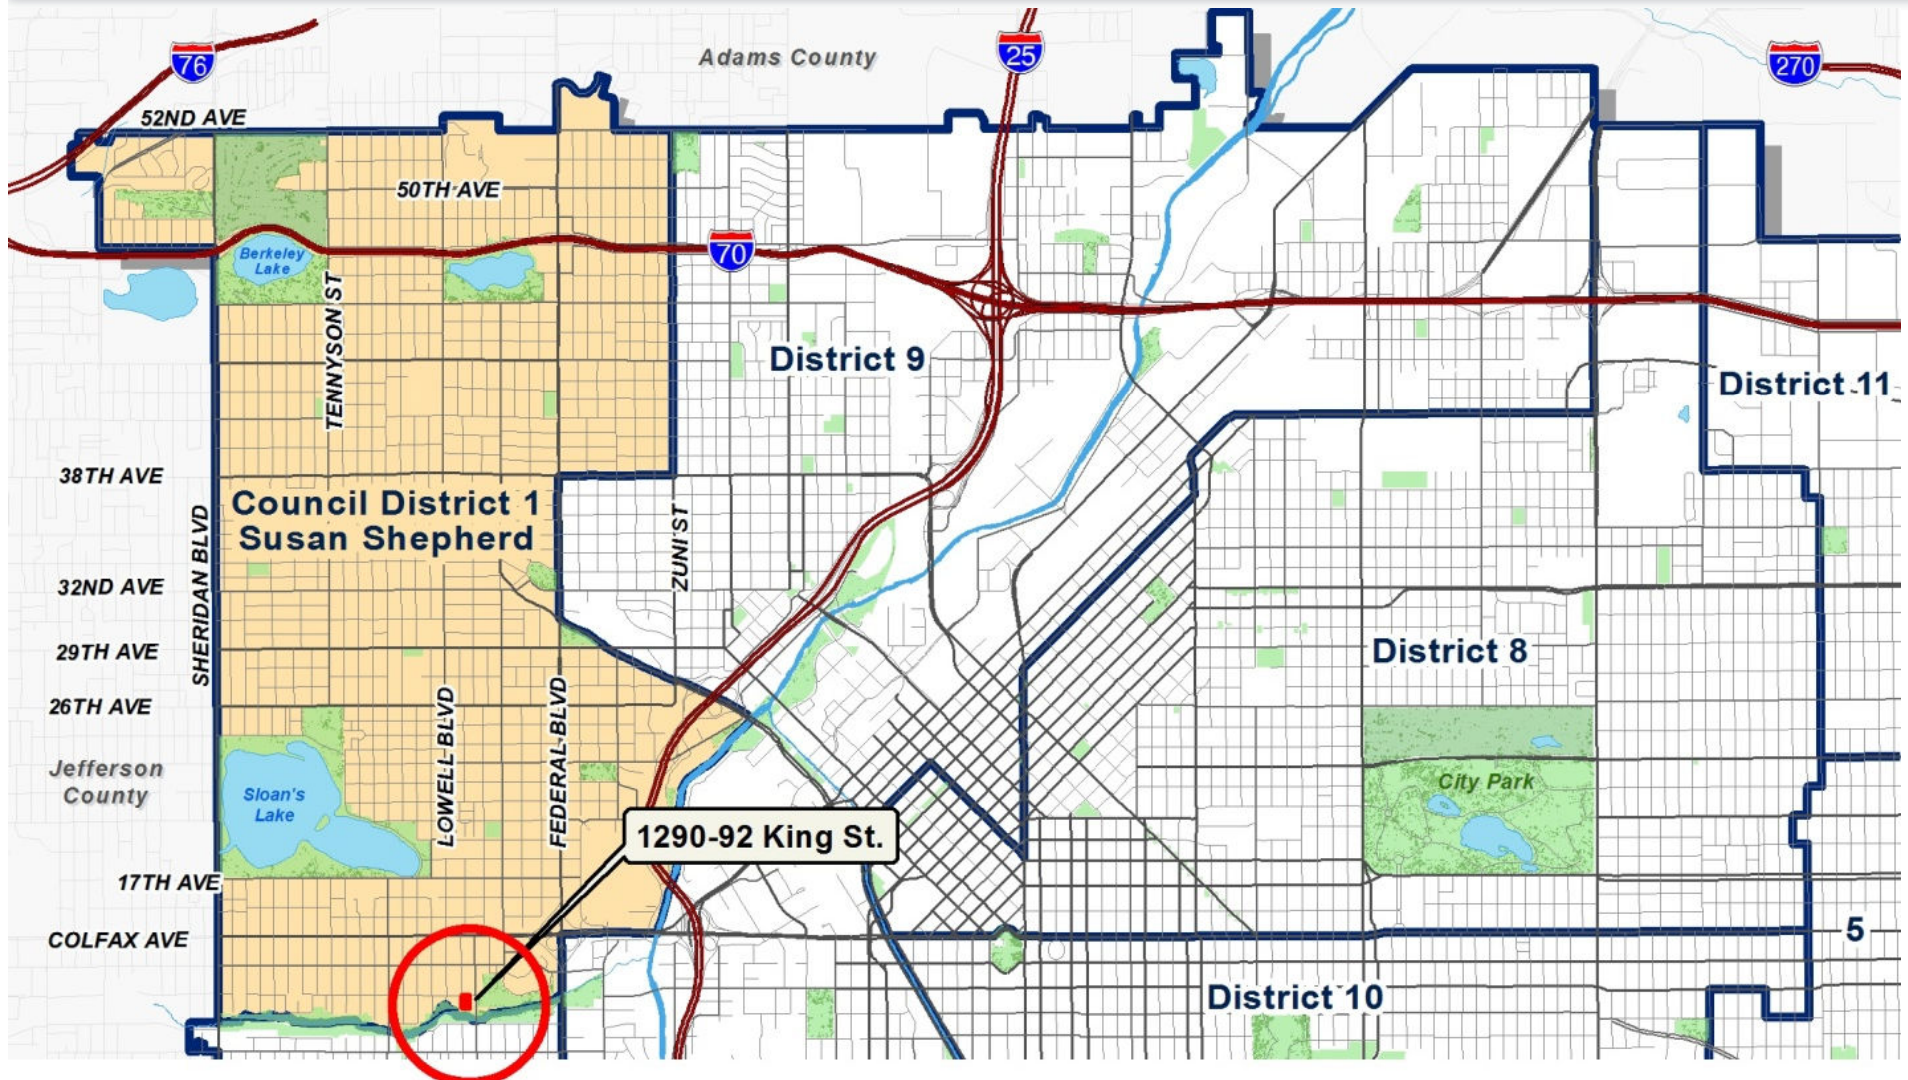 Adams County
76
25
270
52ND AVE
50TH AVE
70
Berkeley
Lake
TENNYSON ST
District 9
District 11
38TH AVE
Council District 1
Susan Shepherd
SHERIDAN BLVD
ZUNI ST
32ND AVE
29TH AVE
District 8
26TH AVE
LOWELL BLVD
FEDERAL BLVD
Jefferson
County
Sloan's
Lake
City Park
1290-92 King St.
17TH AVE
COLFAX AVE
5
District 10